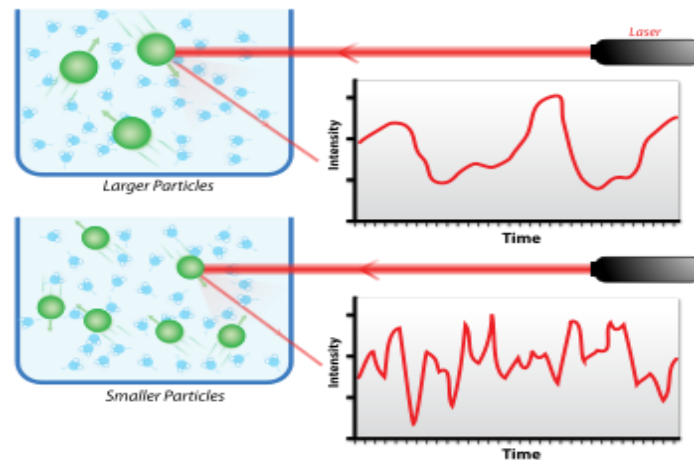 Laser
Intensity
Time
Larger Particles
Intensity
Time
Smaller Particles